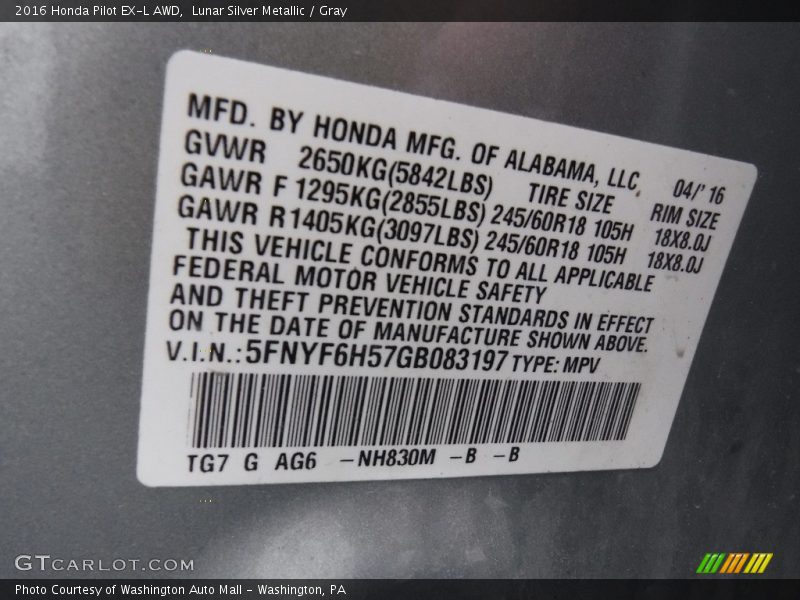 2016 Honda Pilot EX-L AWD, Lunar Silver Metallic / Gray
MFD. BY HONDA MFG. OF ALABAMA, LLC. 04/'16
GVWR 2650KG(5842LBS) TIRE SIZE RIM SIZE
GAWR F 1295KG(2855LBS) 245/60R18 105H 18X8.0J
GAWR R1405KG(3097LBS) 245/60R18 105H 18X8.0J
THIS VEHICLE CONFORMS TO ALL APPLICABLE
FEDERAL MOTOR VEHICLE SAFETY
AND THEFT PREVENTION STANDARDS IN EFFECT
ON THE DATE OF MANUFACTURE SHOWN ABOVE.
V.I.N.:5FNYF6H57GB083197 TYPE: MPV
TG7 G AG6 -NH830M -B -B
GTCARLOT.COM
Photo Courtesy of Washington Auto Mall - Washington, PA